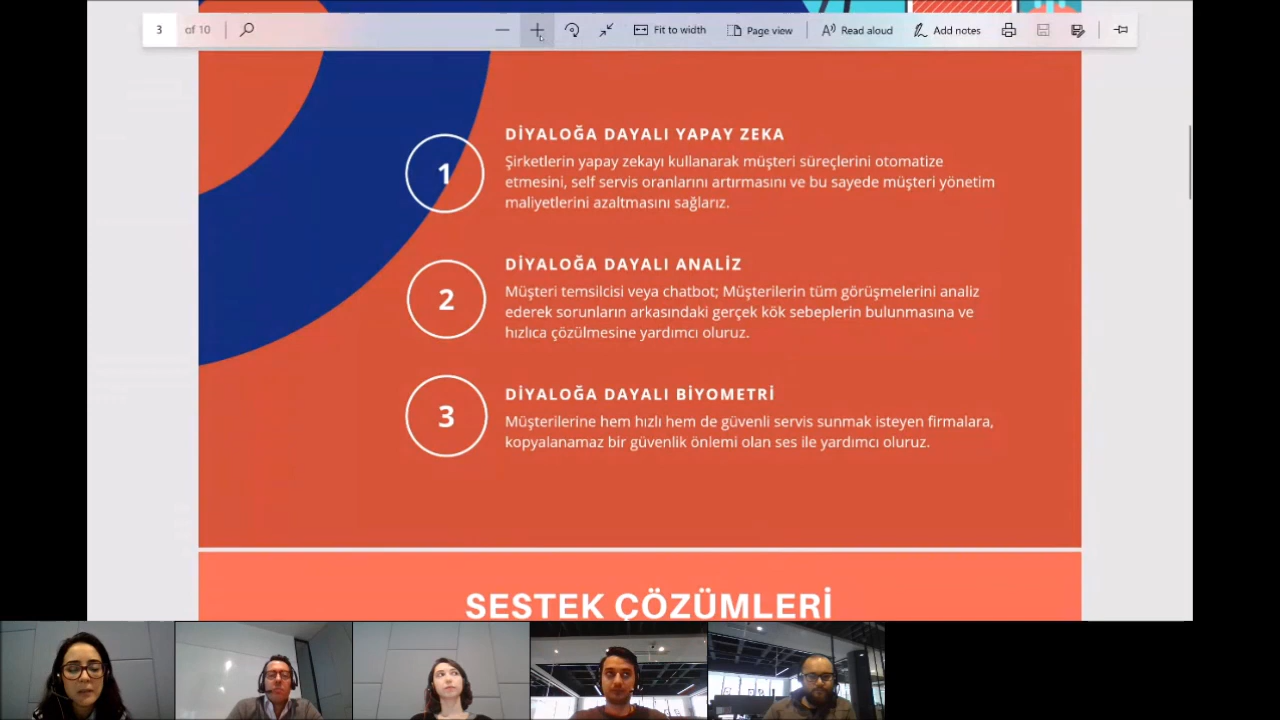 3 of 10 Fit to width Page view Read aloud Add notes
DİYALOĞA DAYALI YAPAY ZEKA
1
Şirketlerin yapay zekayı kullanarak müşteri süreçlerini otomatize
etmesini, self servis oranlarını artırmasını ve bu sayede müşteri yönetim
maliyetlerini azaltmasını sağlarız.
DİYALOĞA DAYALI ANALİZ
2
Müşteri temsilcisi veya chatbot; Müşterilerin tüm görüşmelerini analiz
ederek sorunların arkasındaki gerçek kök sebeplerin bulunmasına ve
hızlıca çözülmesine yardımcı oluruz.
DİYALOĞA DAYALI BİYOMETRİ
3
Müşterilerine hem hızlı hem de güvenli servis sunmak isteyen firmalara,
kopyalanamaz bir güvenlik önlemi olan ses ile yardımcı oluruz.
SESTEK ÇÖZÜMLERİ